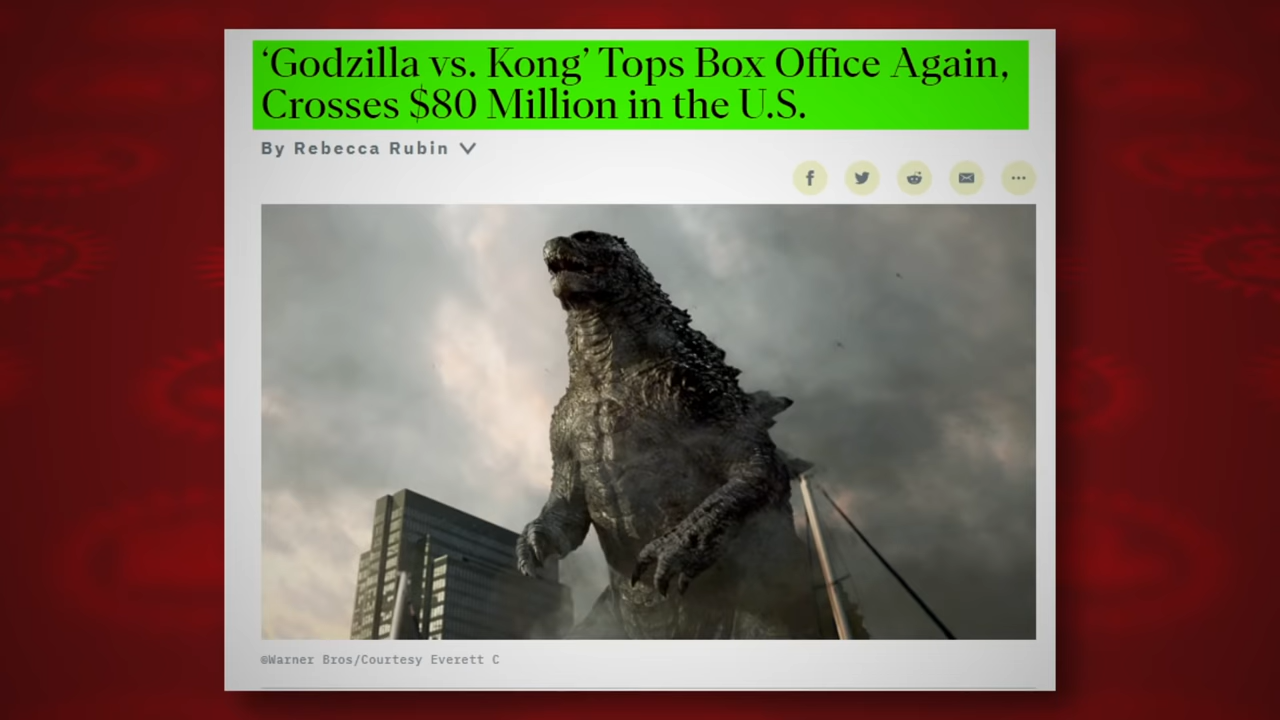 ‘Godzilla vs. Kong’ Tops Box Office Again,
Crosses $80 Million in the U.S.
By Rebecca Rubin
©Warner Bros/Courtesy Everett C